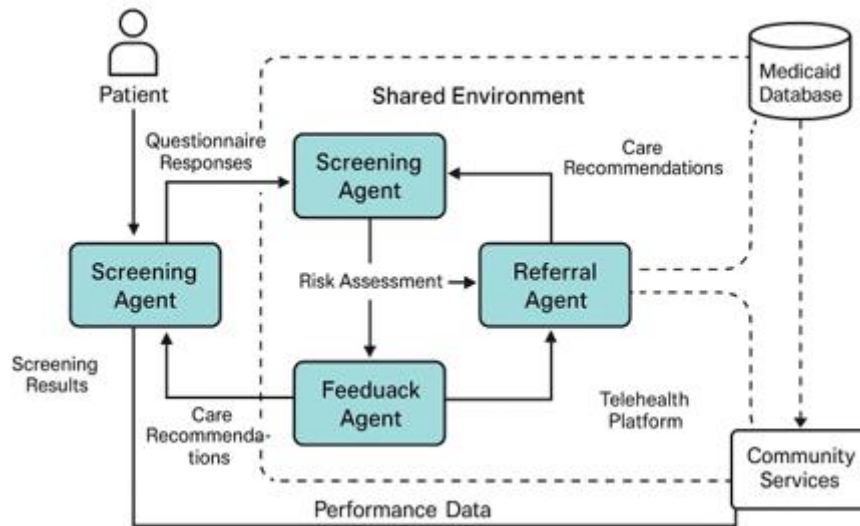 Patient
Medicaid
Database
Shared Environment
Questionnaire
Responses
Screening
Agent
Care
Recommendations
Screening
Agent
Risk Assessment
Referral
Agent
Screening
Results
Feeduack
Agent
Care
Recommenda-
tions
Telehealth
Platform
Community
Services
Performance Data